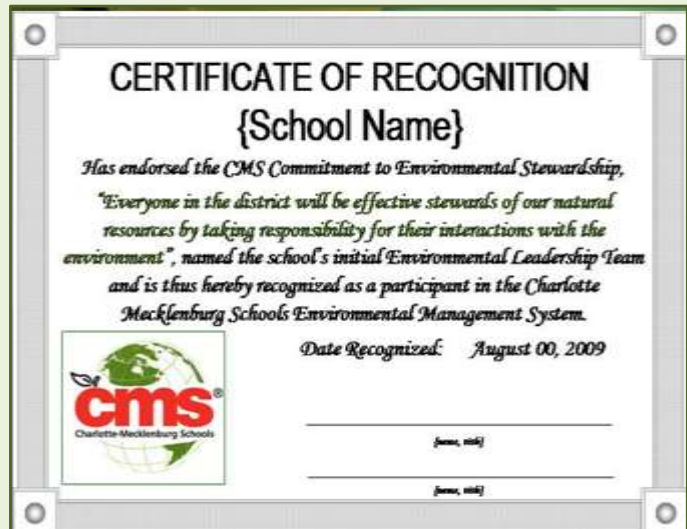 CERTIFICATE OF RECOGNITION
{School Name}
Has endorsed the CMS Commitment to Environmental Stewardship,
"Everyone in the district will be effective stewards of our natural
resources by taking responsibility for their interactions with the
environment", named the school's initial Environmental Leadership Team
and is thus hereby recognized as a participant in the Charlotte
Mecklenburg Schools Environmental Management System.
Date Recognized: August 00, 2009
cms®
Charlotte-Mecklenburg Schools
[name, title]
[name, title]